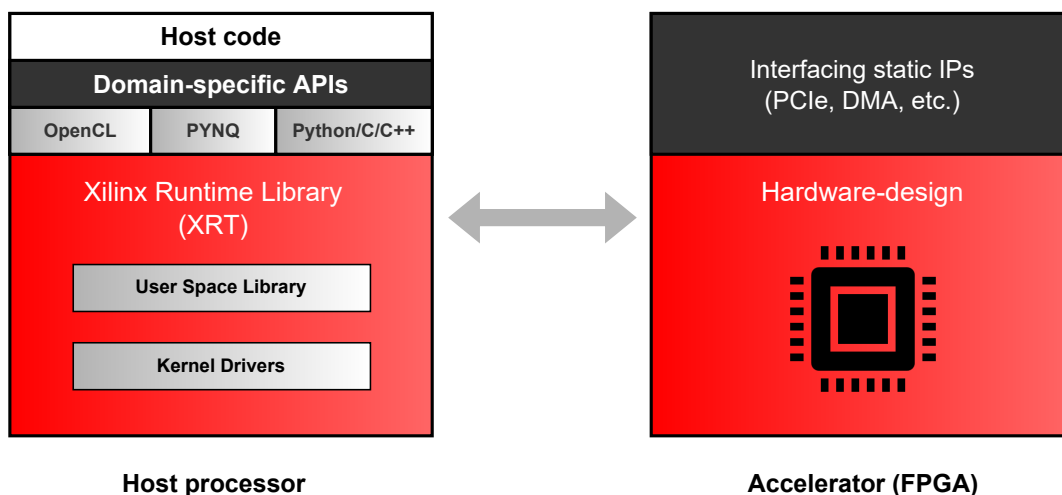 Host code
Domain-specific APIs
OpenCL
PYNQ
Python/C/C++
Xilinx Runtime Library
(XRT)
User Space Library
Kernel Drivers
Host processor
Interfacing static IPs
(PCIe, DMA, etc.)
Hardware-design
Accelerator (FPGA)